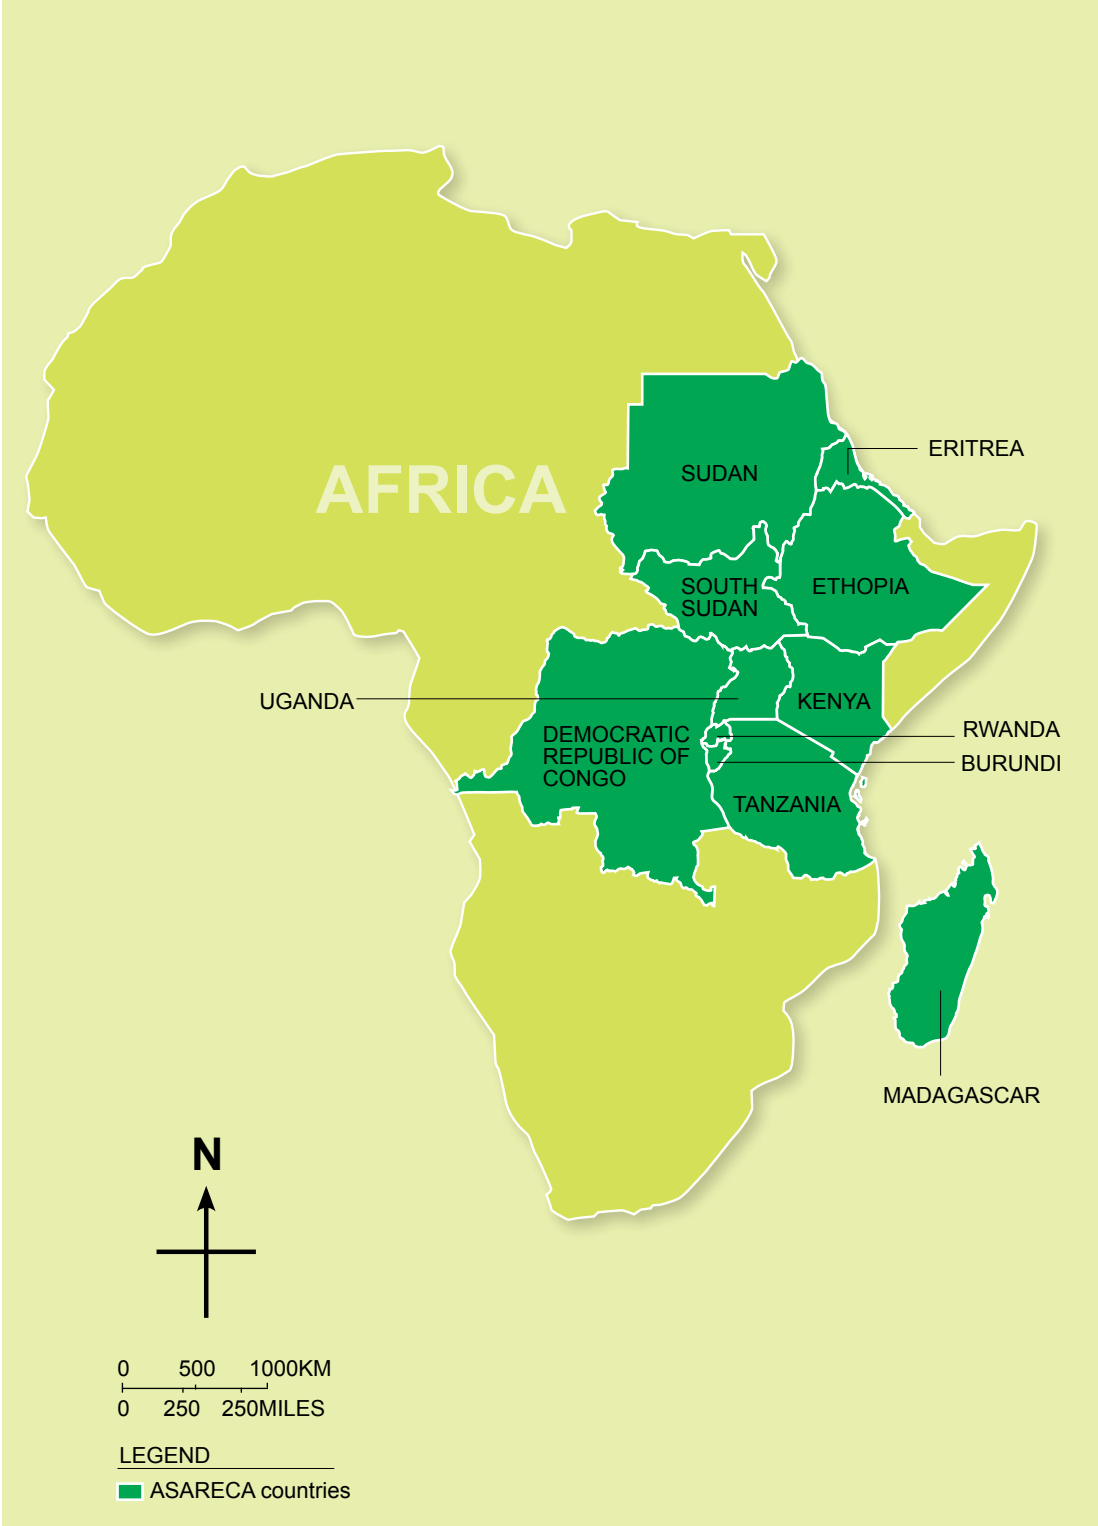 AFRICA
SUDAN
ERITREA
SOUTH
SUDAN
ETHOPIA
UGANDA
KENYA
DEMOCRATIC
REPUBLIC OF
CONGO
RWANDA
BURUNDI
TANZANIA
MADAGASCAR
N
0 500 1000KM
0 250 250MILES
LEGEND
ASARECA countries